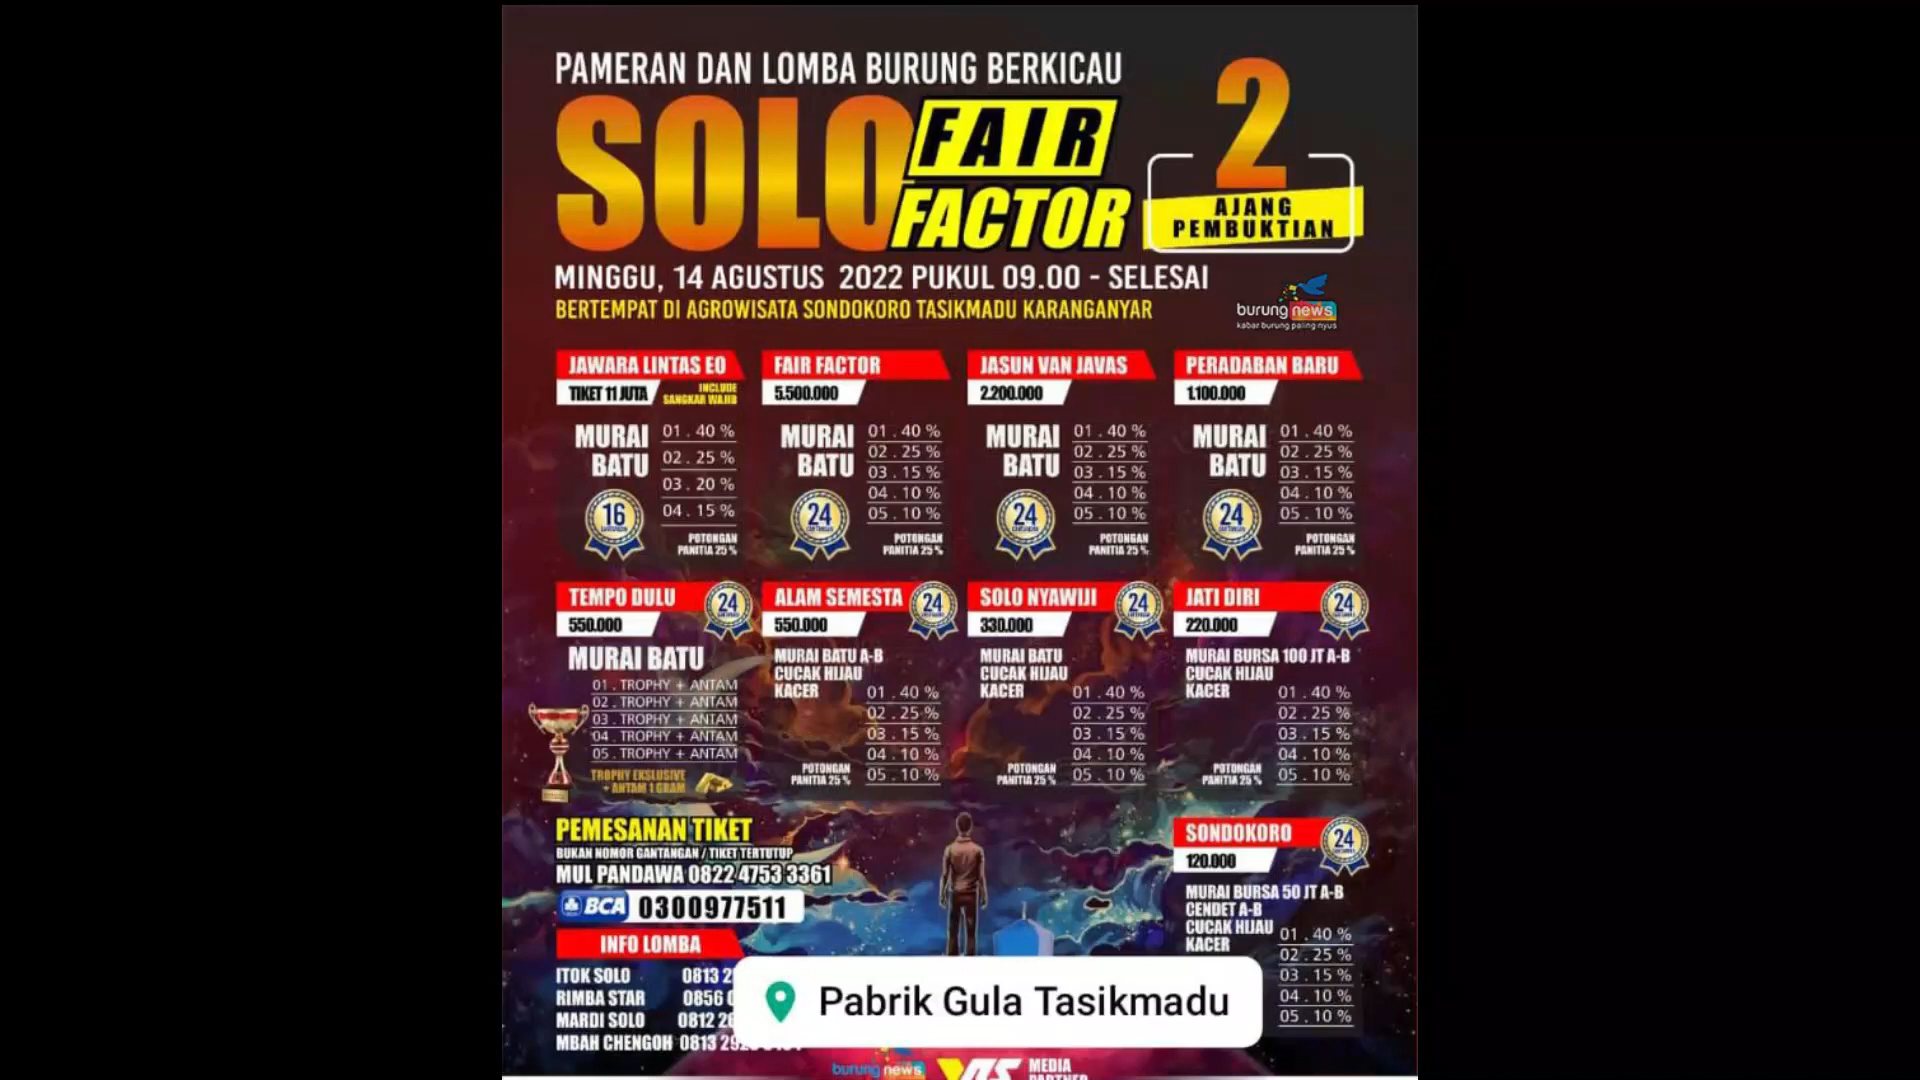 PAMERAN DAN LOMBA BURUNG BERKICAU
SOLO FAIR FACTOR
2
AJANG
PEMBUKTIAN
MINGGU, 14 AGUSTUS 2022 PUKUL 09.00 - SELESAI
BERTEMPAT DI AGROWISATA SONDOKORO TASIKMADU KARANGANYAR
burung news
kabar burung paling nyus
JAWARA LINTAS EO
TIKET 11 JUTA
INCLUDE
SANGKAR WAJIB
MURAI
BATU
16
01 . 40 %
02 . 25 %
03 . 20 %
04 . 15 %
POTONGAN
PANITIA 25 %
FAIR FACTOR
5.500.000
MURAI
BATU
24
01 . 40 %
02 . 25 %
03 . 15 %
04 . 10 %
05 . 10 %
POTONGAN
PANITIA 25 %
JASUN VAN JAVAS
2.200.000
MURAI
BATU
24
01 . 40 %
02 . 25 %
03 . 15 %
04 . 10 %
05 . 10 %
POTONGAN
PANITIA 25 %
PERADABAN BARU
1.100.000
MURAI
BATU
24
01 . 40 %
02 . 25 %
03 . 15 %
04 . 10 %
05 . 10 %
POTONGAN
PANITIA 25 %
TEMPO DULU
24
550.000
MURAI BATU
01 . TROPHY + ANTAM
02 . TROPHY + ANTAM
03 . TROPHY + ANTAM
04 . TROPHY + ANTAM
05 . TROPHY + ANTAM
TROPHY EKSLUSIVE
+ ANTAM 1 GRAM
ALAM SEMESTA
24
550.000
MURAI BATU A-B
CUCAK HIJAU
KACER
01 . 40 %
02 . 25 %
03 . 15 %
04 . 10 %
05 . 10 %
POTONGAN
PANITIA 25 %
SOLO NYAWIJI
24
330.000
MURAI BATU
CUCAK HIJAU
KACER
01 . 40 %
02 . 25 %
03 . 15 %
04 . 10 %
05 . 10 %
POTONGAN
PANITIA 25 %
JATI DIRI
24
220.000
MURAI BURSA 100 JT A-B
CUCAK HIJAU
KACER
01 . 40 %
02 . 25 %
03 . 15 %
04 . 10 %
05 . 10 %
POTONGAN
PANITIA 25 %
PEMESANAN TIKET
BUKAN NOMOR GANTANGAN / TIKET TERTUTUP
MUL PANDAWA 0822 4753 3361
BCA 0300977511
INFO LOMBA
ITOK SOLO 0813 2
RIMBA STAR 0856
MARDI SOLO 0812 26
MBAH CHENGOH 0813 292
SONDOKORO
24
120.000
MURAI BURSA 50 JT A-B
CENDET A-B
CUCAK HIJAU
KACER
01 . 40 %
02 . 25 %
03 . 15 %
04 . 10 %
05 . 10 %
Pabrik Gula Tasikmadu
burung news
MEDIA
PARTNER